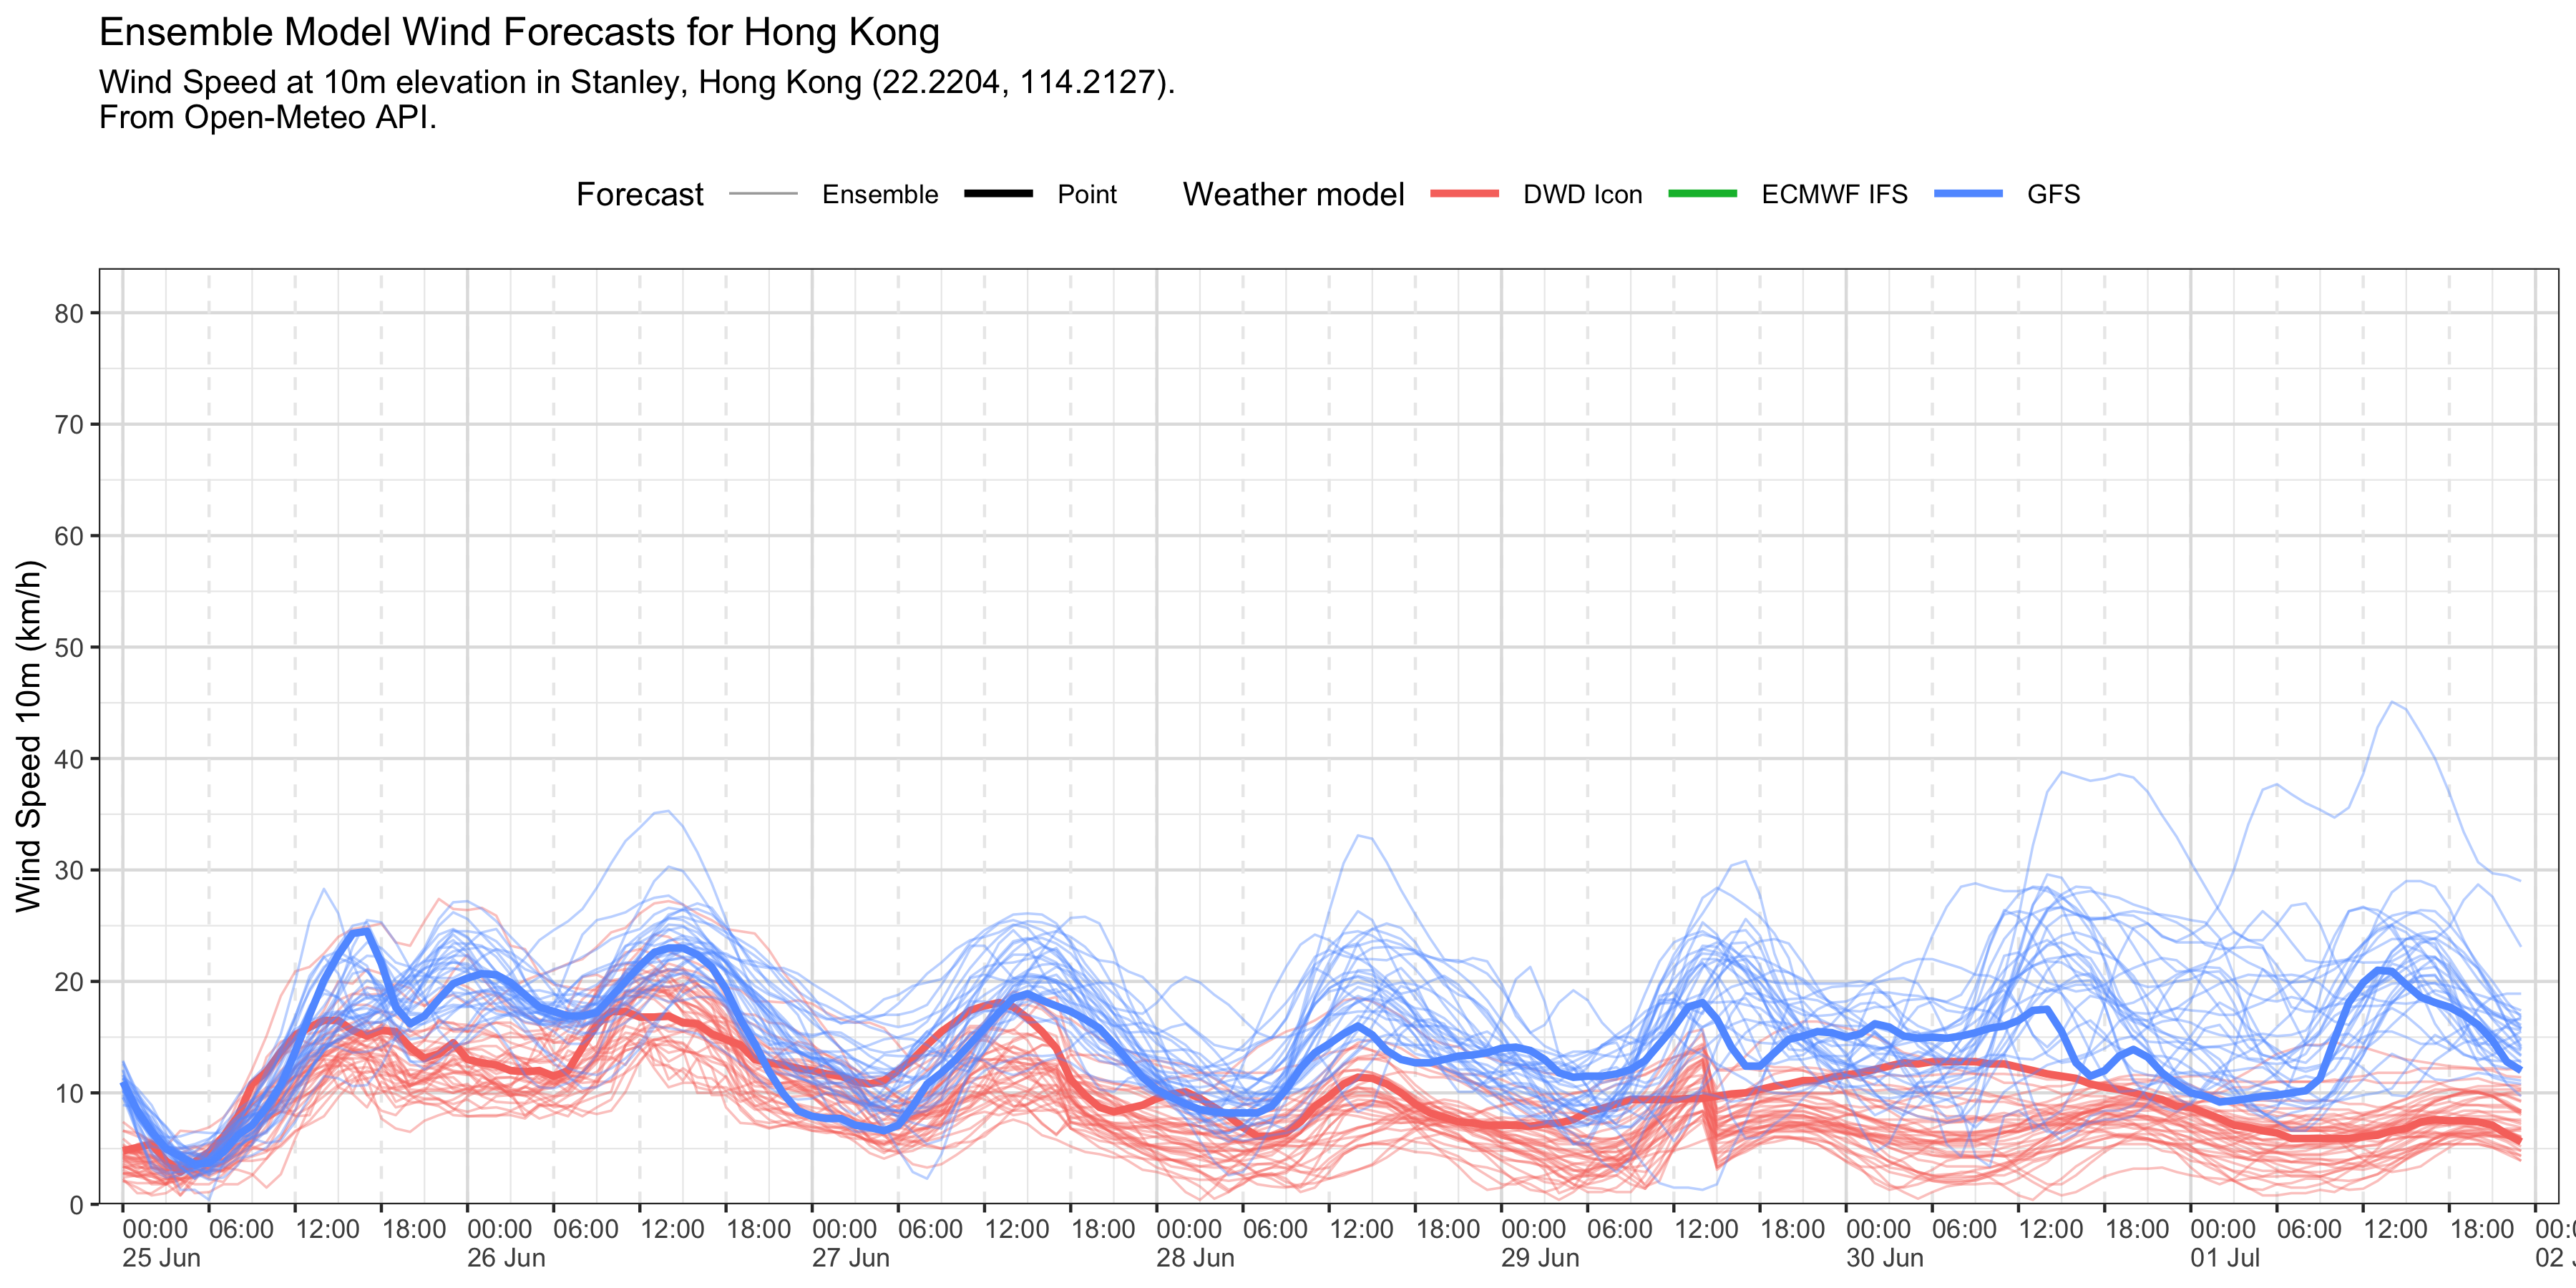 Ensemble Model Wind Forecasts for Hong Kong
Wind Speed at 10m elevation in Stanley, Hong Kong (22.2204, 114.2127).
From Open-Meteo API.
Forecast Ensemble Point Weather model DWD Icon ECMWF IFS GFS
Wind Speed 10m (km/h)
80
70
60
50
40
30
20
10
0
00:00 06:00 12:00 18:00 00:00 06:00 12:00 18:00 00:00 06:00 12:00 18:00 00:00 06:00 12:00 18:00 00:00 06:00 12:00 18:00 00:00 06:00 12:00 18:00 00:00 06:00 12:00 18:00
25 Jun 26 Jun 27 Jun 28 Jun 29 Jun 30 Jun 01 Jul 02